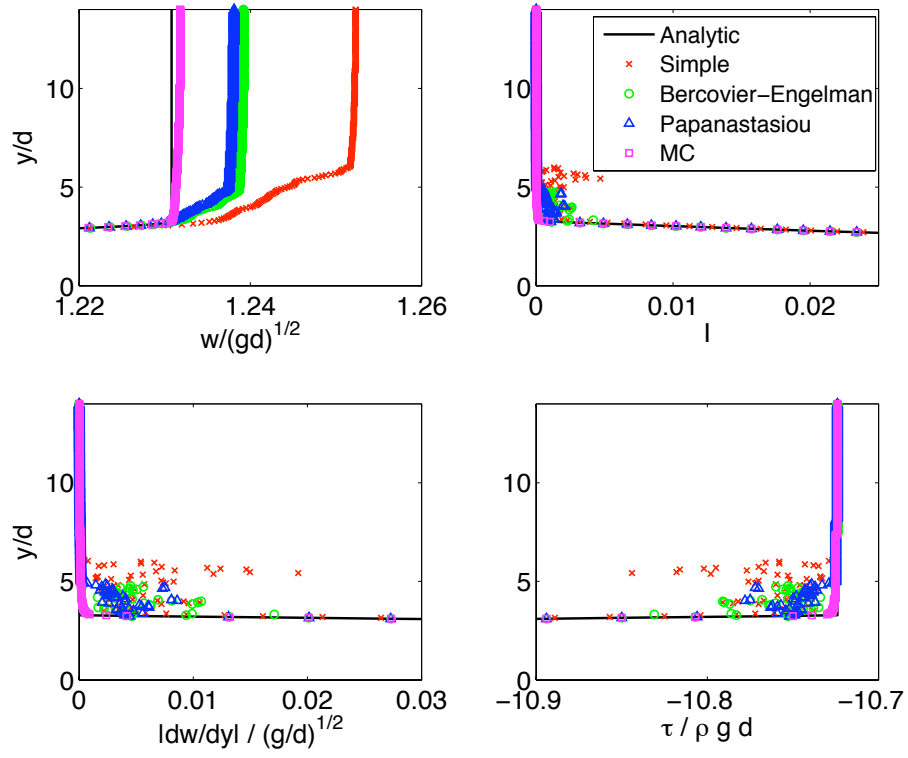 y/d
10
5
0
1.22
1.24
1.26
w/(gd)^1/2
Analytic
Simple
Bercovier−Engelman
Papanastasiou
MC
10
5
0
0
0.01
0.02
I
y/d
10
5
0
0
0.01
0.02
0.03
|dw/dy| / (g/d)^1/2
10
5
0
−10.9
−10.8
−10.7
τ / ρ g d